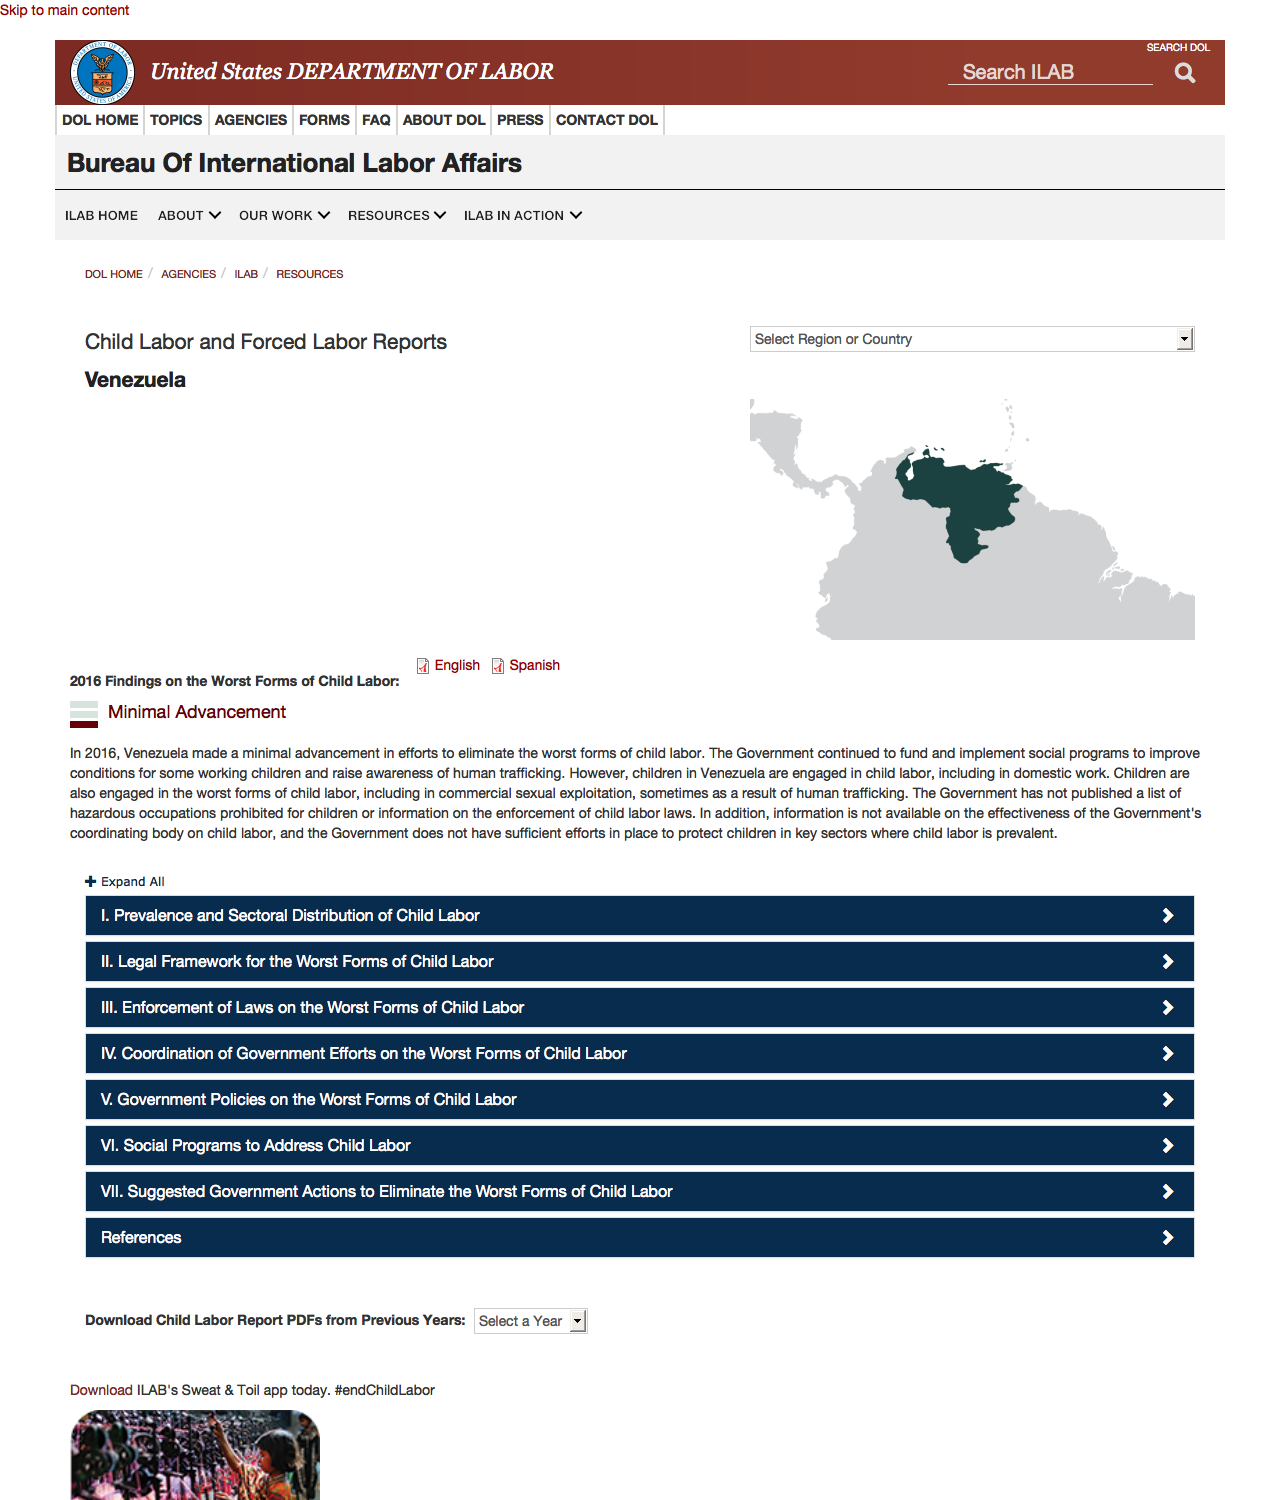 Skip to main content
SEARCH DOL
United States DEPARTMENT OF LABOR
Search ILAB
DOL HOME TOPICS AGENCIES FORMS FAQ ABOUT DOL PRESS CONTACT DOL
Bureau Of International Labor Affairs
ILAB HOME ABOUT OUR WORK RESOURCES ILAB IN ACTION
DOL HOME / AGENCIES / ILAB / RESOURCES
Child Labor and Forced Labor Reports
Select Region or Country
Venezuela
English Spanish
2016 Findings on the Worst Forms of Child Labor:
Minimal Advancement
In 2016, Venezuela made a minimal advancement in efforts to eliminate the worst forms of child labor. The Government continued to fund and implement social programs to improve
conditions for some working children and raise awareness of human trafficking. However, children in Venezuela are engaged in child labor, including in domestic work. Children are
also engaged in the worst forms of child labor, including in commercial sexual exploitation, sometimes as a result of human trafficking. The Government has not published a list of
hazardous occupations prohibited for children or information on the enforcement of child labor laws. In addition, information is not available on the effectiveness of the Government's
coordinating body on child labor, and the Government does not have sufficient efforts in place to protect children in key sectors where child labor is prevalent.
Expand All
I. Prevalence and Sectoral Distribution of Child Labor
II. Legal Framework for the Worst Forms of Child Labor
III. Enforcement of Laws on the Worst Forms of Child Labor
IV. Coordination of Government Efforts on the Worst Forms of Child Labor
V. Government Policies on the Worst Forms of Child Labor
VI. Social Programs to Address Child Labor
VII. Suggested Government Actions to Eliminate the Worst Forms of Child Labor
References
Download Child Labor Report PDFs from Previous Years: Select a Year
Download ILAB's Sweat & Toil app today. #endChildLabor